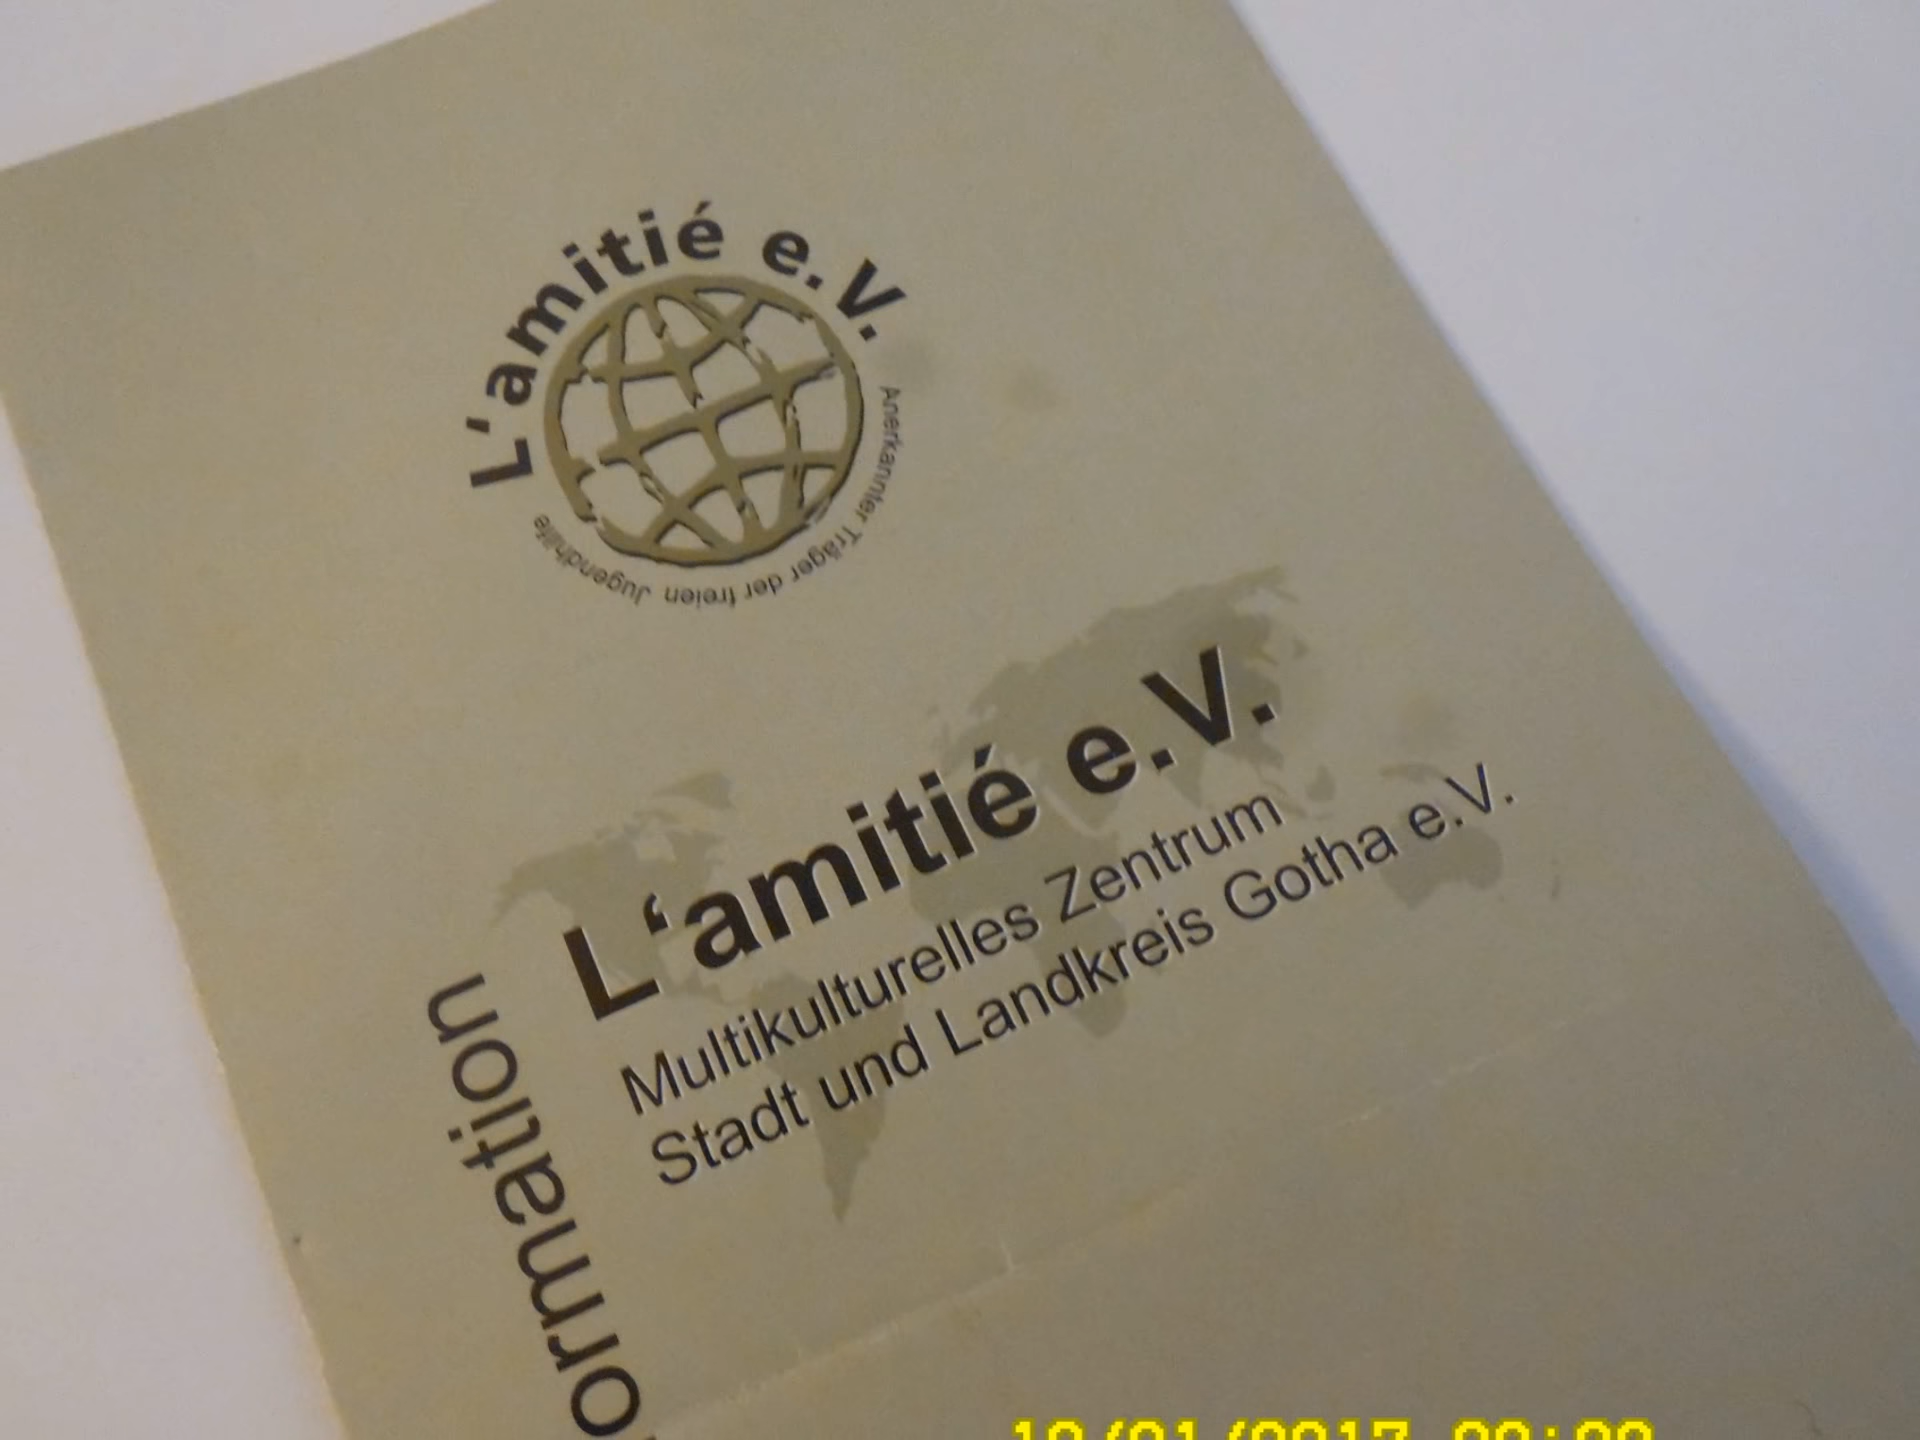 L'amitié e.V.
Anerkannter Träger der freien Jugendhilfe
L‘amitié e.V.
Multikulturelles Zentrum
Stadt und Landkreis Gotha e.V.
ormation